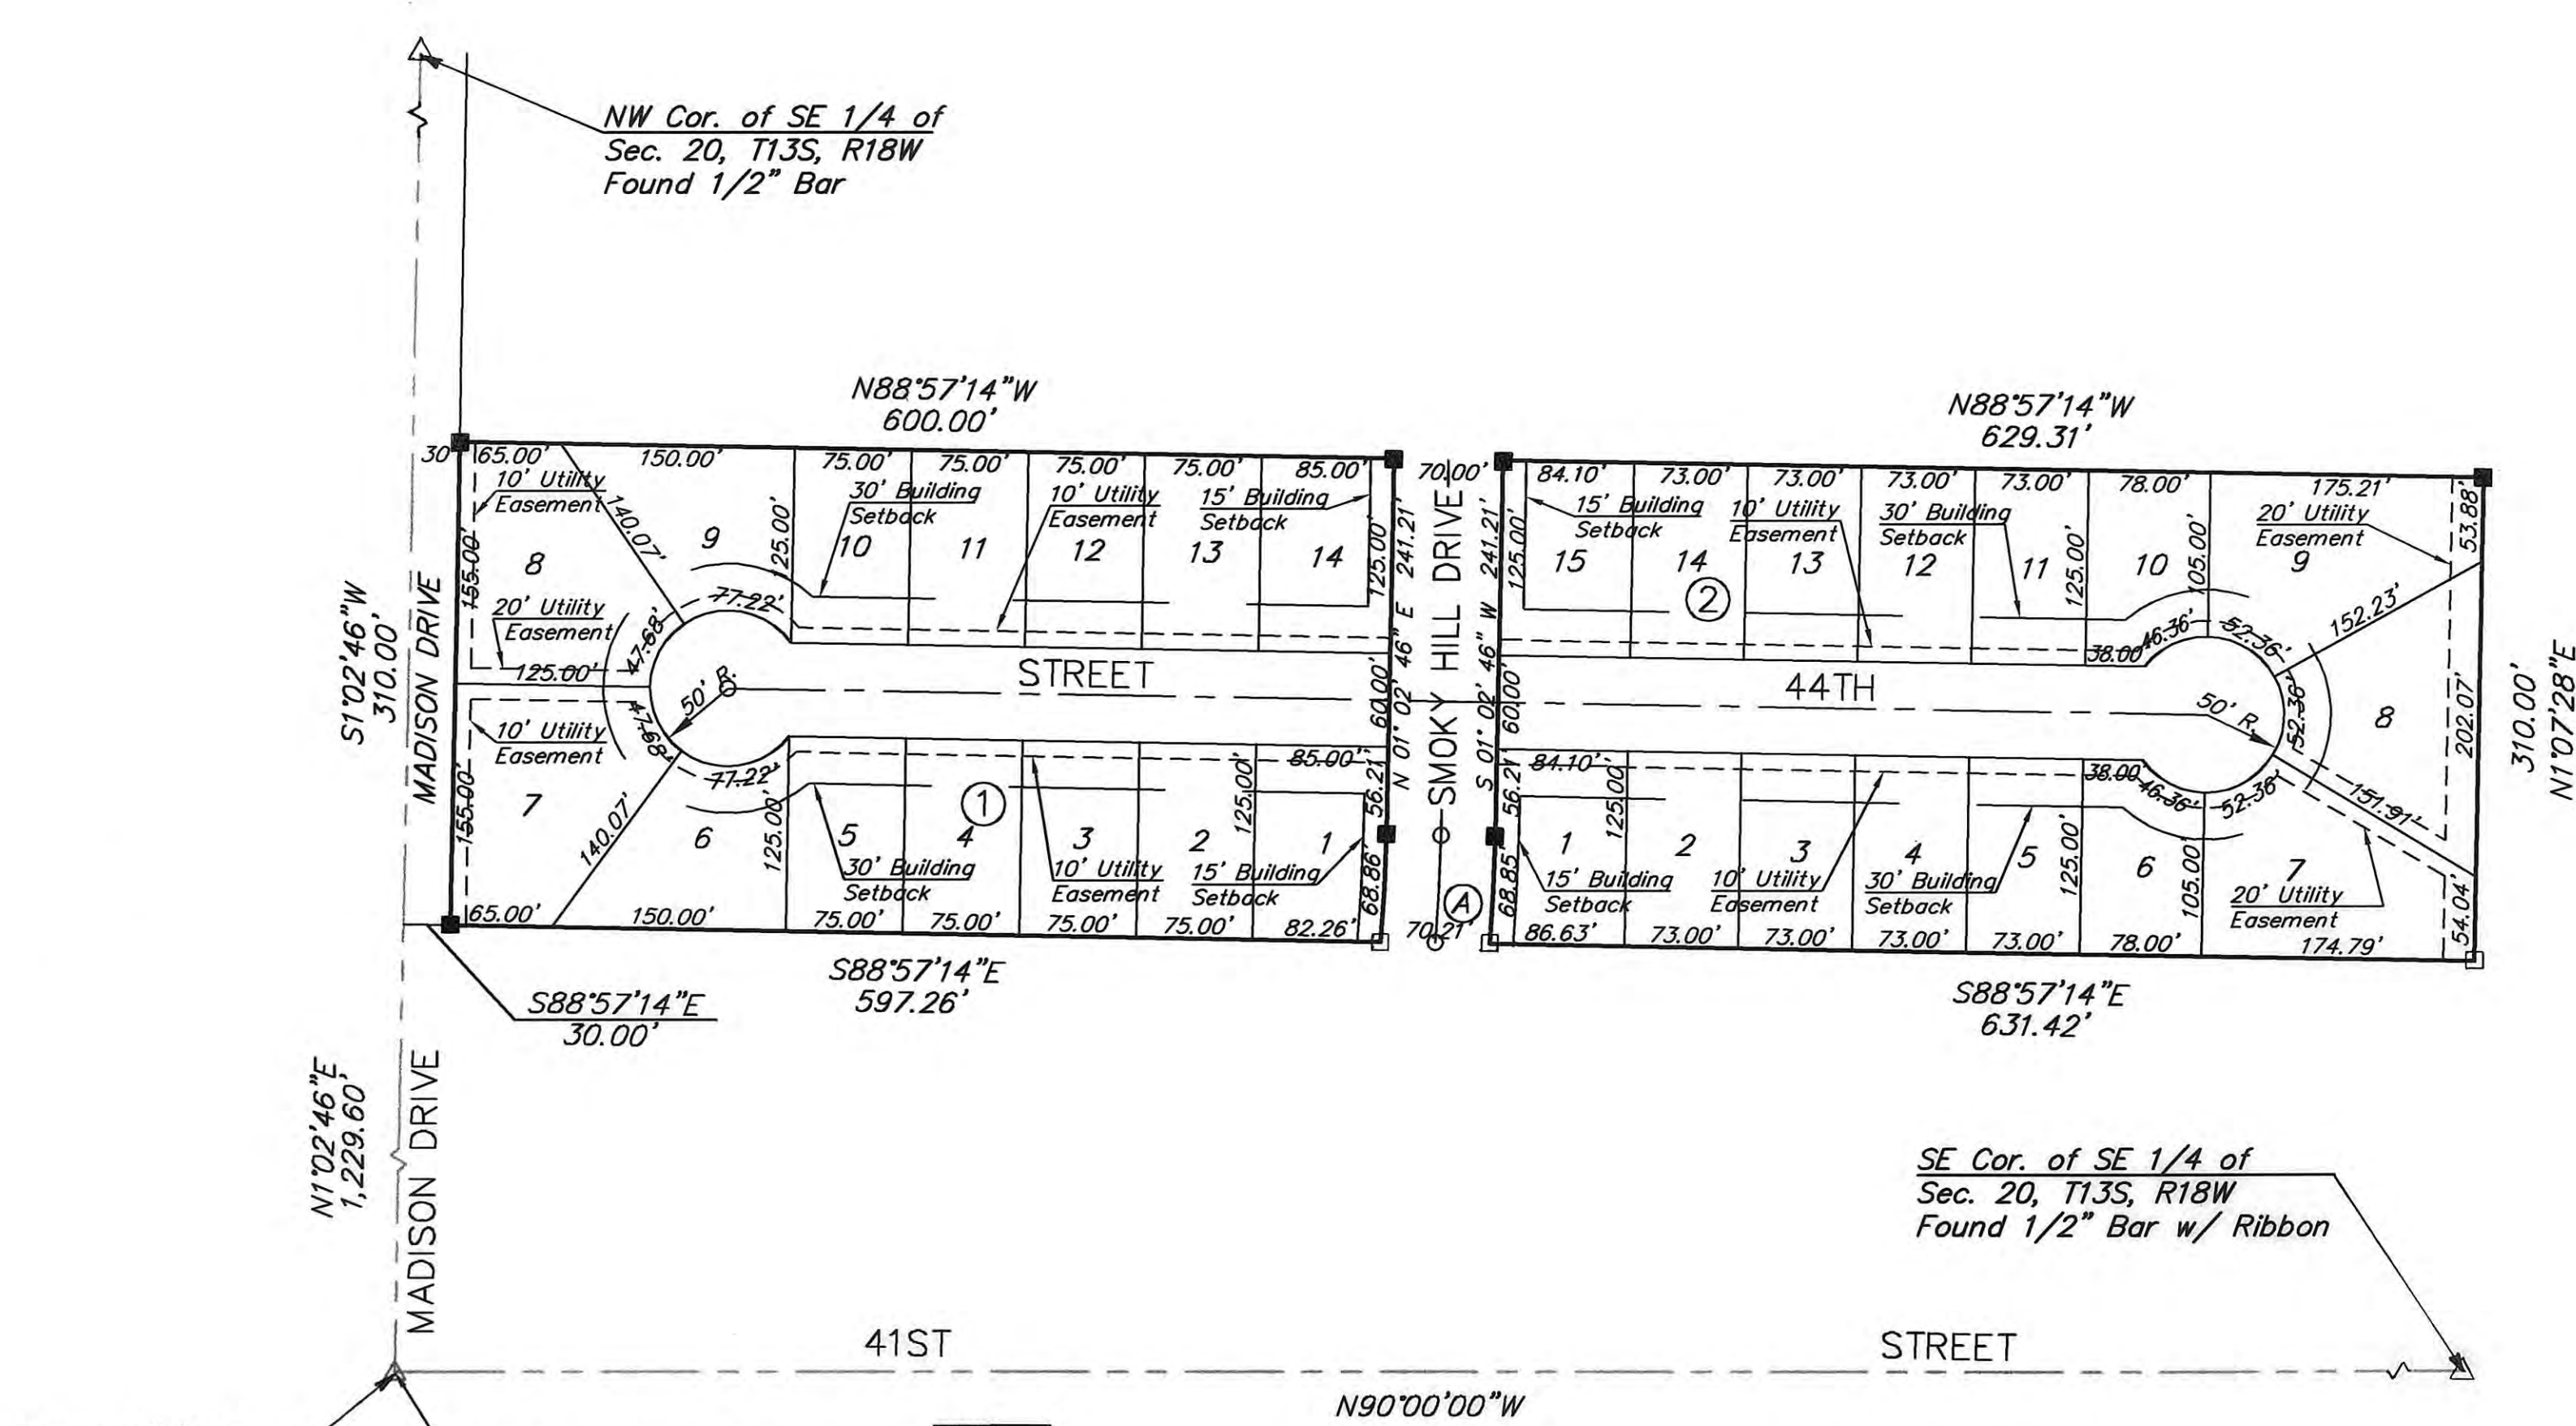 NW Cor. of SE 1/4 of
Sec. 20, T13S, R18W
Found 1/2" Bar
N88°57'14"W
600.00'
N88°57'14"W
629.31'
30'
65.00'
150.00'
75.00'
75.00'
75.00'
75.00'
85.00'
70.00'
84.10'
73.00'
73.00'
73.00'
73.00'
78.00'
175.21'
10' Utility
Easement
140.07'
9
125.00'
30' Building
Setback
10
11
10' Utility
Easement
12
15' Building
Setback
13
14
125.00'
N 01° 02' 46" E 241.21'
SMOKY HILL DRIVE
S 01° 02' 46" W 241.21'
125.00'
15' Building
Setback
15
14
10' Utility
Easement
13
30' Building
Setback
12
11
125.00'
10
105.00'
20' Utility
Easement
9
53.88'
155.00'
8
2
152.23'
20' Utility
Easement
47.68'
77.22'
38.00'
46.36'
52.36'
S1°02'46"W
310.00'
MADISON DRIVE
125.00'
50' R.
STREET
60.00'
60.00'
44TH
50' R.
52.36'
8
202.07'
310.00'
N1°07'28"E
10' Utility
Easement
47.68'
77.22'
85.00'
56.21'
56.21'
84.10'
38.00'
46.36'
52.36'
151.91'
155.00'
7
140.07'
6
125.00'
5
1
4
3
2
125.00'
1
30' Building
Setback
10' Utility
Easement
15' Building
Setback
68.86'
A
68.85'
1
125.00'
2
3
4
5
125.00'
6
105.00'
7
15' Building
Setback
10' Utility
Easement
30' Building
Setback
20' Utility
Easement
54.04'
65.00'
150.00'
75.00'
75.00'
75.00'
75.00'
82.26'
70.21'
86.63'
73.00'
73.00'
73.00'
73.00'
78.00'
174.79'
S88°57'14"E
597.26'
S88°57'14"E
631.42'
S88°57'14"E
30.00'
N1°02'46"E
1,229.60'
MADISON DRIVE
SE Cor. of SE 1/4 of
Sec. 20, T13S, R18W
Found 1/2" Bar w/ Ribbon
41ST
STREET
N90°00'00"W